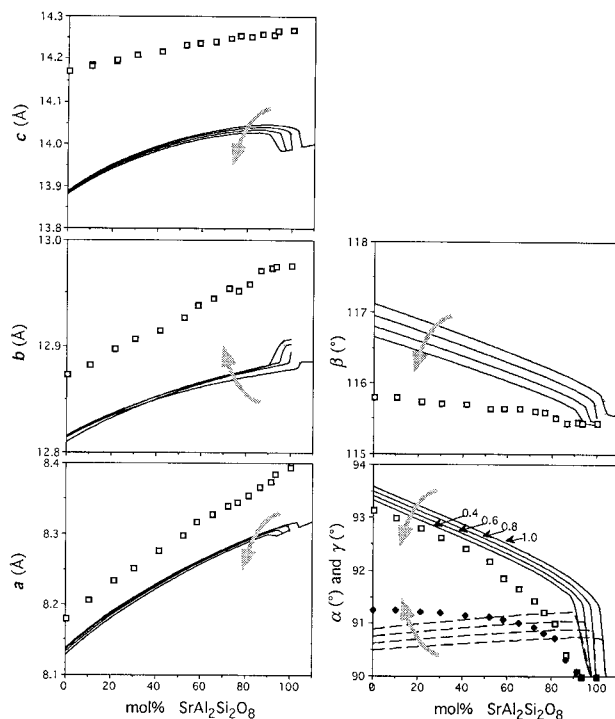 14.3
14.2
14.1
14.0
13.9
13.8
c (Å)
13.0
12.9
12.8
b (Å)
8.4
8.3
8.2
8.1
a (Å)
0 20 40 60 80 100
mol% SrAl2Si2O8
118
117
116
115
β (°)
94
93
92
91
90
α (°) and γ (°)
0.4
0.6
0.8
1.0
0 20 40 60 80 100
mol% SrAl2Si2O8